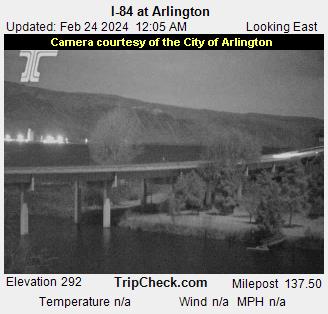 I-84 at Arlington
Updated: Feb 24 2024 12:05 AM Looking East
Camera courtesy of the City of Arlington
Elevation 292 TripCheck.com Milepost 137.50
Temperature n/a Wind n/a MPH n/a